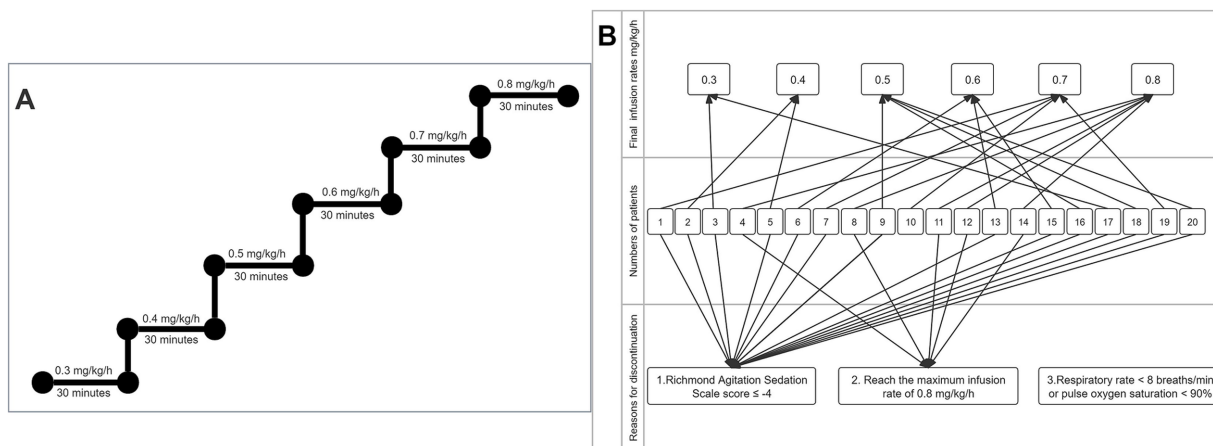 A
0.8 mg/kg/h
30 minutes
0.7 mg/kg/h
30 minutes
0.6 mg/kg/h
30 minutes
0.5 mg/kg/h
30 minutes
0.4 mg/kg/h
30 minutes
0.3 mg/kg/h
30 minutes
B
Final infusion rates mg/kg/h
0.3 0.4 0.5 0.6 0.7 0.8
Numbers of patients
1 2 3 4 5 6 7 8 9 10 11 12 13 14 15 16 17 18 19 20
Reasons for discontinuation
1.Richmond Agitation Sedation
Scale score ≤ -4
2. Reach the maximum infusion
rate of 0.8 mg/kg/h
3.Respiratory rate < 8 breaths/min
or pulse oxygen saturation < 90%